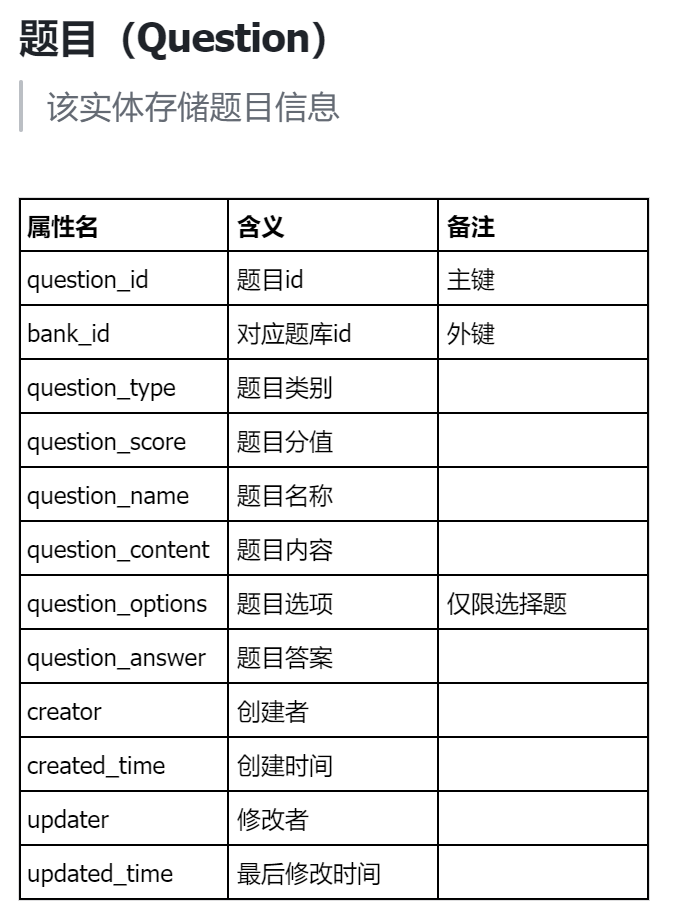 题目（Question）
该实体存储题目信息
属性名 含义 备注
question_id 题目id 主键
bank_id 对应题库id 外键
question_type 题目类别
question_score 题目分值
question_name 题目名称
question_content 题目内容
question_options 题目选项 仅限选择题
question_answer 题目答案
creator 创建者
created_time 创建时间
updater 修改者
updated_time 最后修改时间